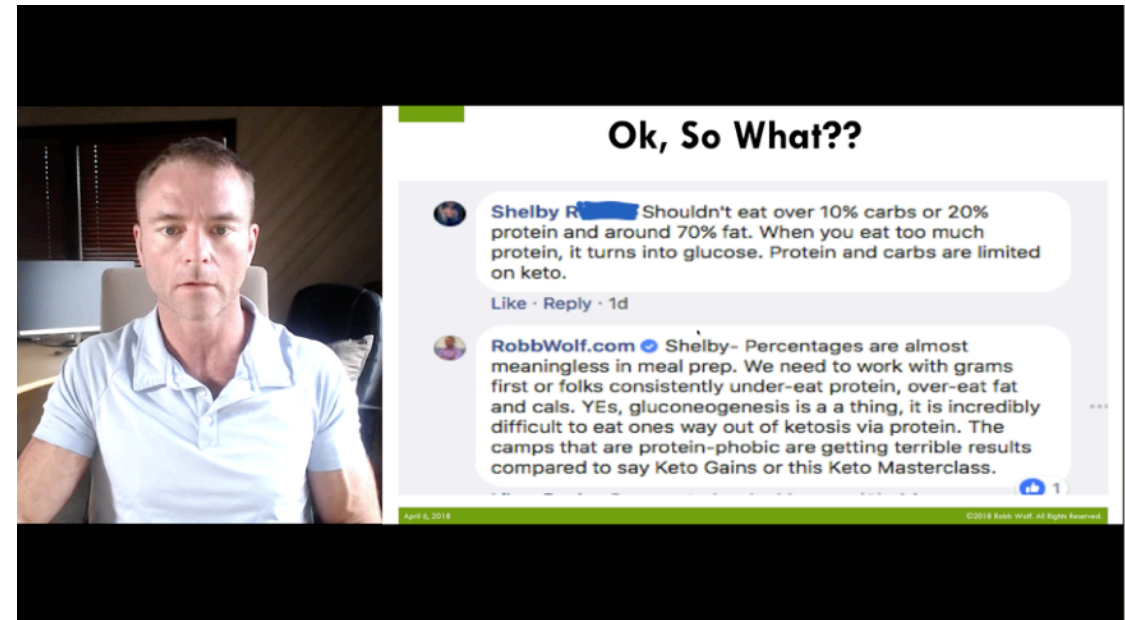 Ok, So What??
Shelby R Shouldn't eat over 10% carbs or 20%
protein and around 70% fat. When you eat too much
protein, it turns into glucose. Protein and carbs are limited
on keto.
Like · Reply · 1d
RobbWolf.com Shelby- Percentages are almost
meaningless in meal prep. We need to work with grams
first or folks consistently under-eat protein, over-eat fat
and cals. YEs, gluconeogenesis is a a thing, it is incredibly
difficult to eat ones way out of ketosis via protein. The
camps that are protein-phobic are getting terrible results
compared to say Keto Gains or this Keto Masterclass.
1
April 6, 2018
©2018 Robb Wolf. All Rights Reserved.